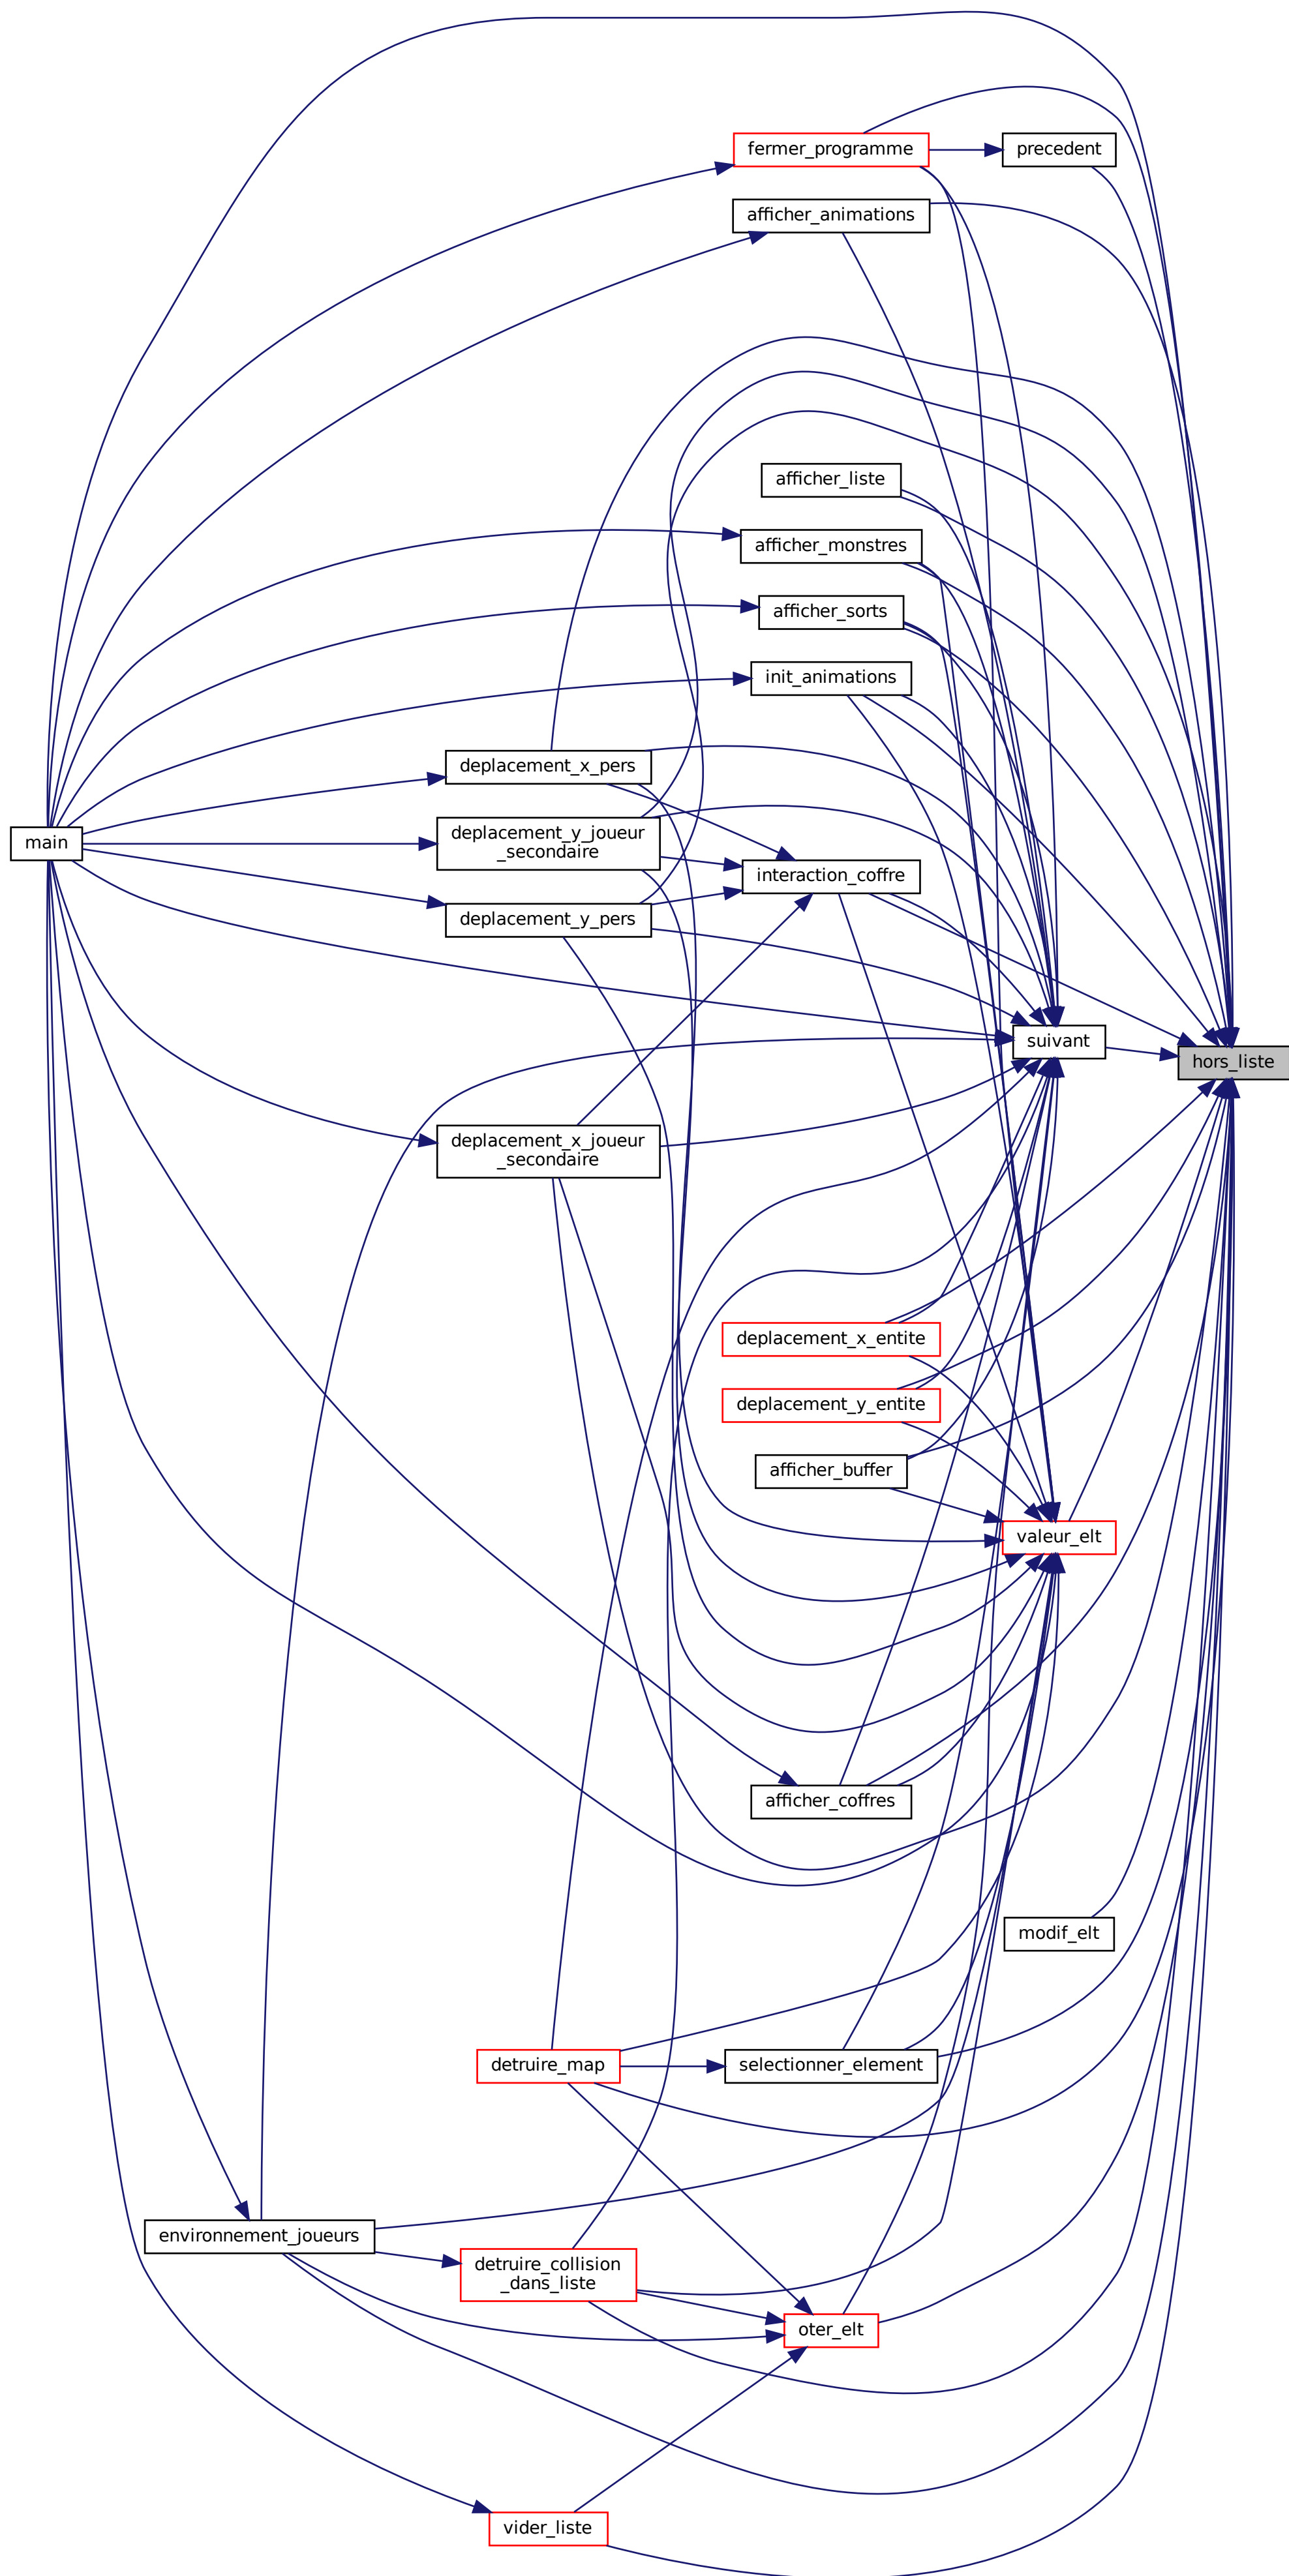 fermer_programme
precedent
afficher_animations
afficher_liste
afficher_monstres
afficher_sorts
init_animations
deplacement_x_pers
main
deplacement_y_joueur
_secondaire
interaction_coffre
deplacement_y_pers
suivant
hors_liste
deplacement_x_joueur
_secondaire
deplacement_x_entite
deplacement_y_entite
afficher_buffer
valeur_elt
afficher_coffres
modif_elt
detruire_map
selectionner_element
environnement_joueurs
detruire_collision
_dans_liste
oter_elt
vider_liste